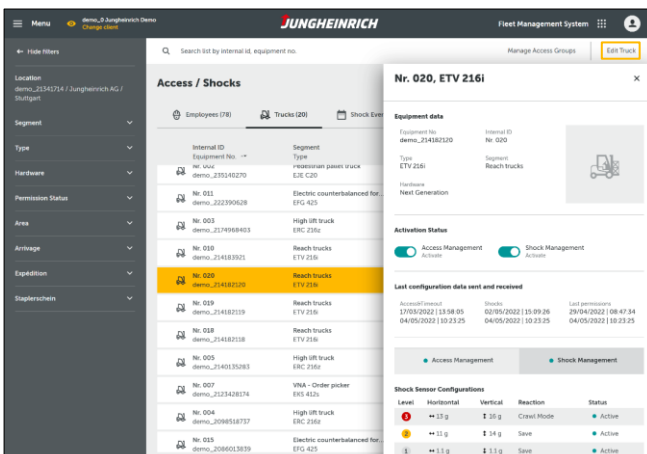 Menu
demo_0 Jungheinrich Demo
Change client
JUNGHEINRICH
Fleet Management System
Hide filters
Search list by internal id, equipment no.
Manage Access Groups
Edit Truck
Location
demo_21341714 / Jungheinrich AG /
Stuttgart
Segment
Type
Hardware
Permission Status
Area
Arrivage
Expédition
Staplerschein
Access / Shocks
Employees (78)
Trucks (20)
Shock Eve
Internal ID
Equipment No.
Segment
Type
Nr. 002
Pedestrian pallet truck
demo_235140270
EJE C20
Nr. 011
Electric counterbalanced for...
demo_222390628
EFG 425
Nr. 003
High lift truck
demo_2174968403
ERC 216z
Nr. 010
Reach trucks
demo_214183921
ETV 216i
Nr. 020
Reach trucks
demo_214182120
ETV 216i
Nr. 019
Reach trucks
demo_214182119
ETV 216i
Nr. 018
Reach trucks
demo_214182118
ETV 216i
Nr. 005
High lift truck
demo_2140135283
ERC 216z
Nr. 007
VNA - Order picker
demo_2123428174
EKS 412s
Nr. 004
High lift truck
demo_2098518737
ERC 216z
Nr. 015
Electric counterbalanced for...
demo_2086013839
EFG 425
Nr. 020, ETV 216i
Equipment data
Equipment No
Internal ID
demo_214182120
Nr. 020
Type
Segment
ETV 216i
Reach trucks
Hardware
Next Generation
Activation Status
Access Management
Activate
Shock Management
Activate
Last configuration data sent and received
Access&Timeout
Shocks
Last permissions
17/03/2022 | 13:58:05
02/05/2022 | 15:09:26
29/04/2022 | 08:47:34
04/05/2022 | 10:23:25
04/05/2022 | 10:23:25
04/05/2022 | 10:23:25
Access Management
Shock Management
Shock Sensor Configurations
Level
Horizontal
Vertical
Reaction
Status
3
13 g
16 g
Crawl Mode
Active
2
11 g
14 g
Save
Active
1
1.1 g
1.1 g
Save
Active